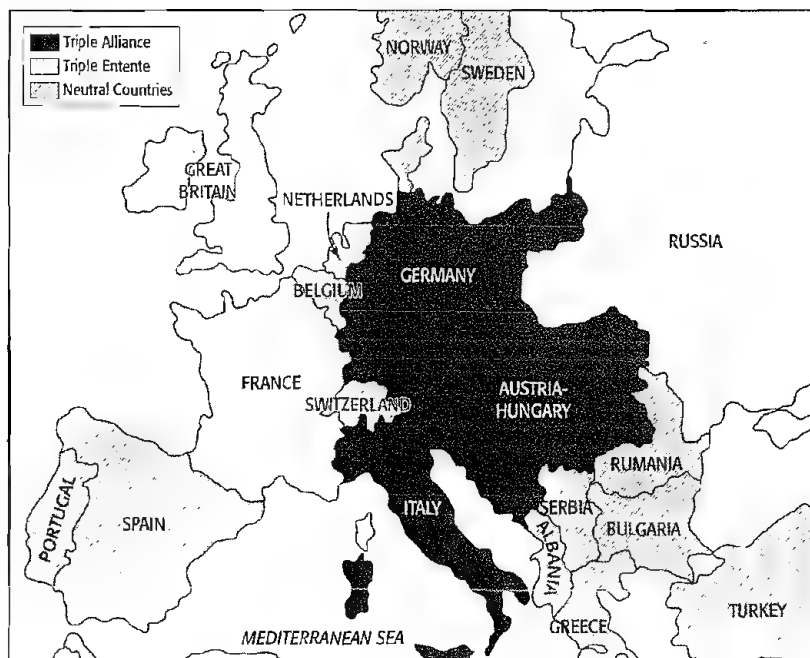 Triple Alliance
Triple Entente
Neutral Countries
NORWAY
SWEDEN
GREAT
BRITAIN
NETHERLANDS
RUSSIA
GERMANY
BELGIUM
FRANCE
SWITZERLAND
AUSTRIA-
HUNGARY
RUMANIA
PORTUGAL
SPAIN
ITALY
SERBIA
BULGARIA
ALBANIA
TURKEY
GREECE
MEDITERRANEAN SEA